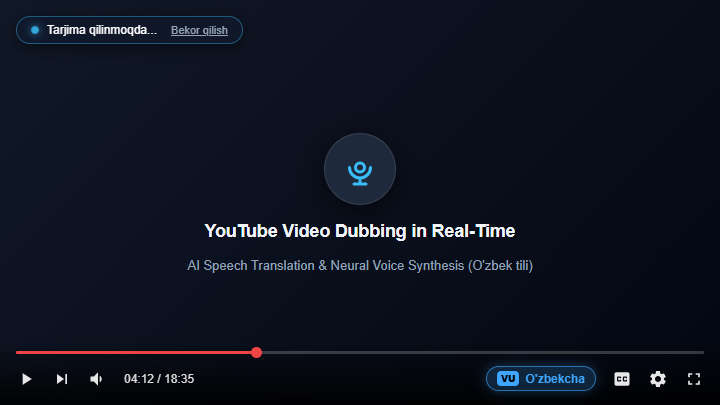 Tarjima qilinmoqda... Bekor qilish
YouTube Video Dubbing in Real-Time
AI Speech Translation & Neural Voice Synthesis (O'zbek tili)
04:12 / 18:35 VU O'zbekcha CC